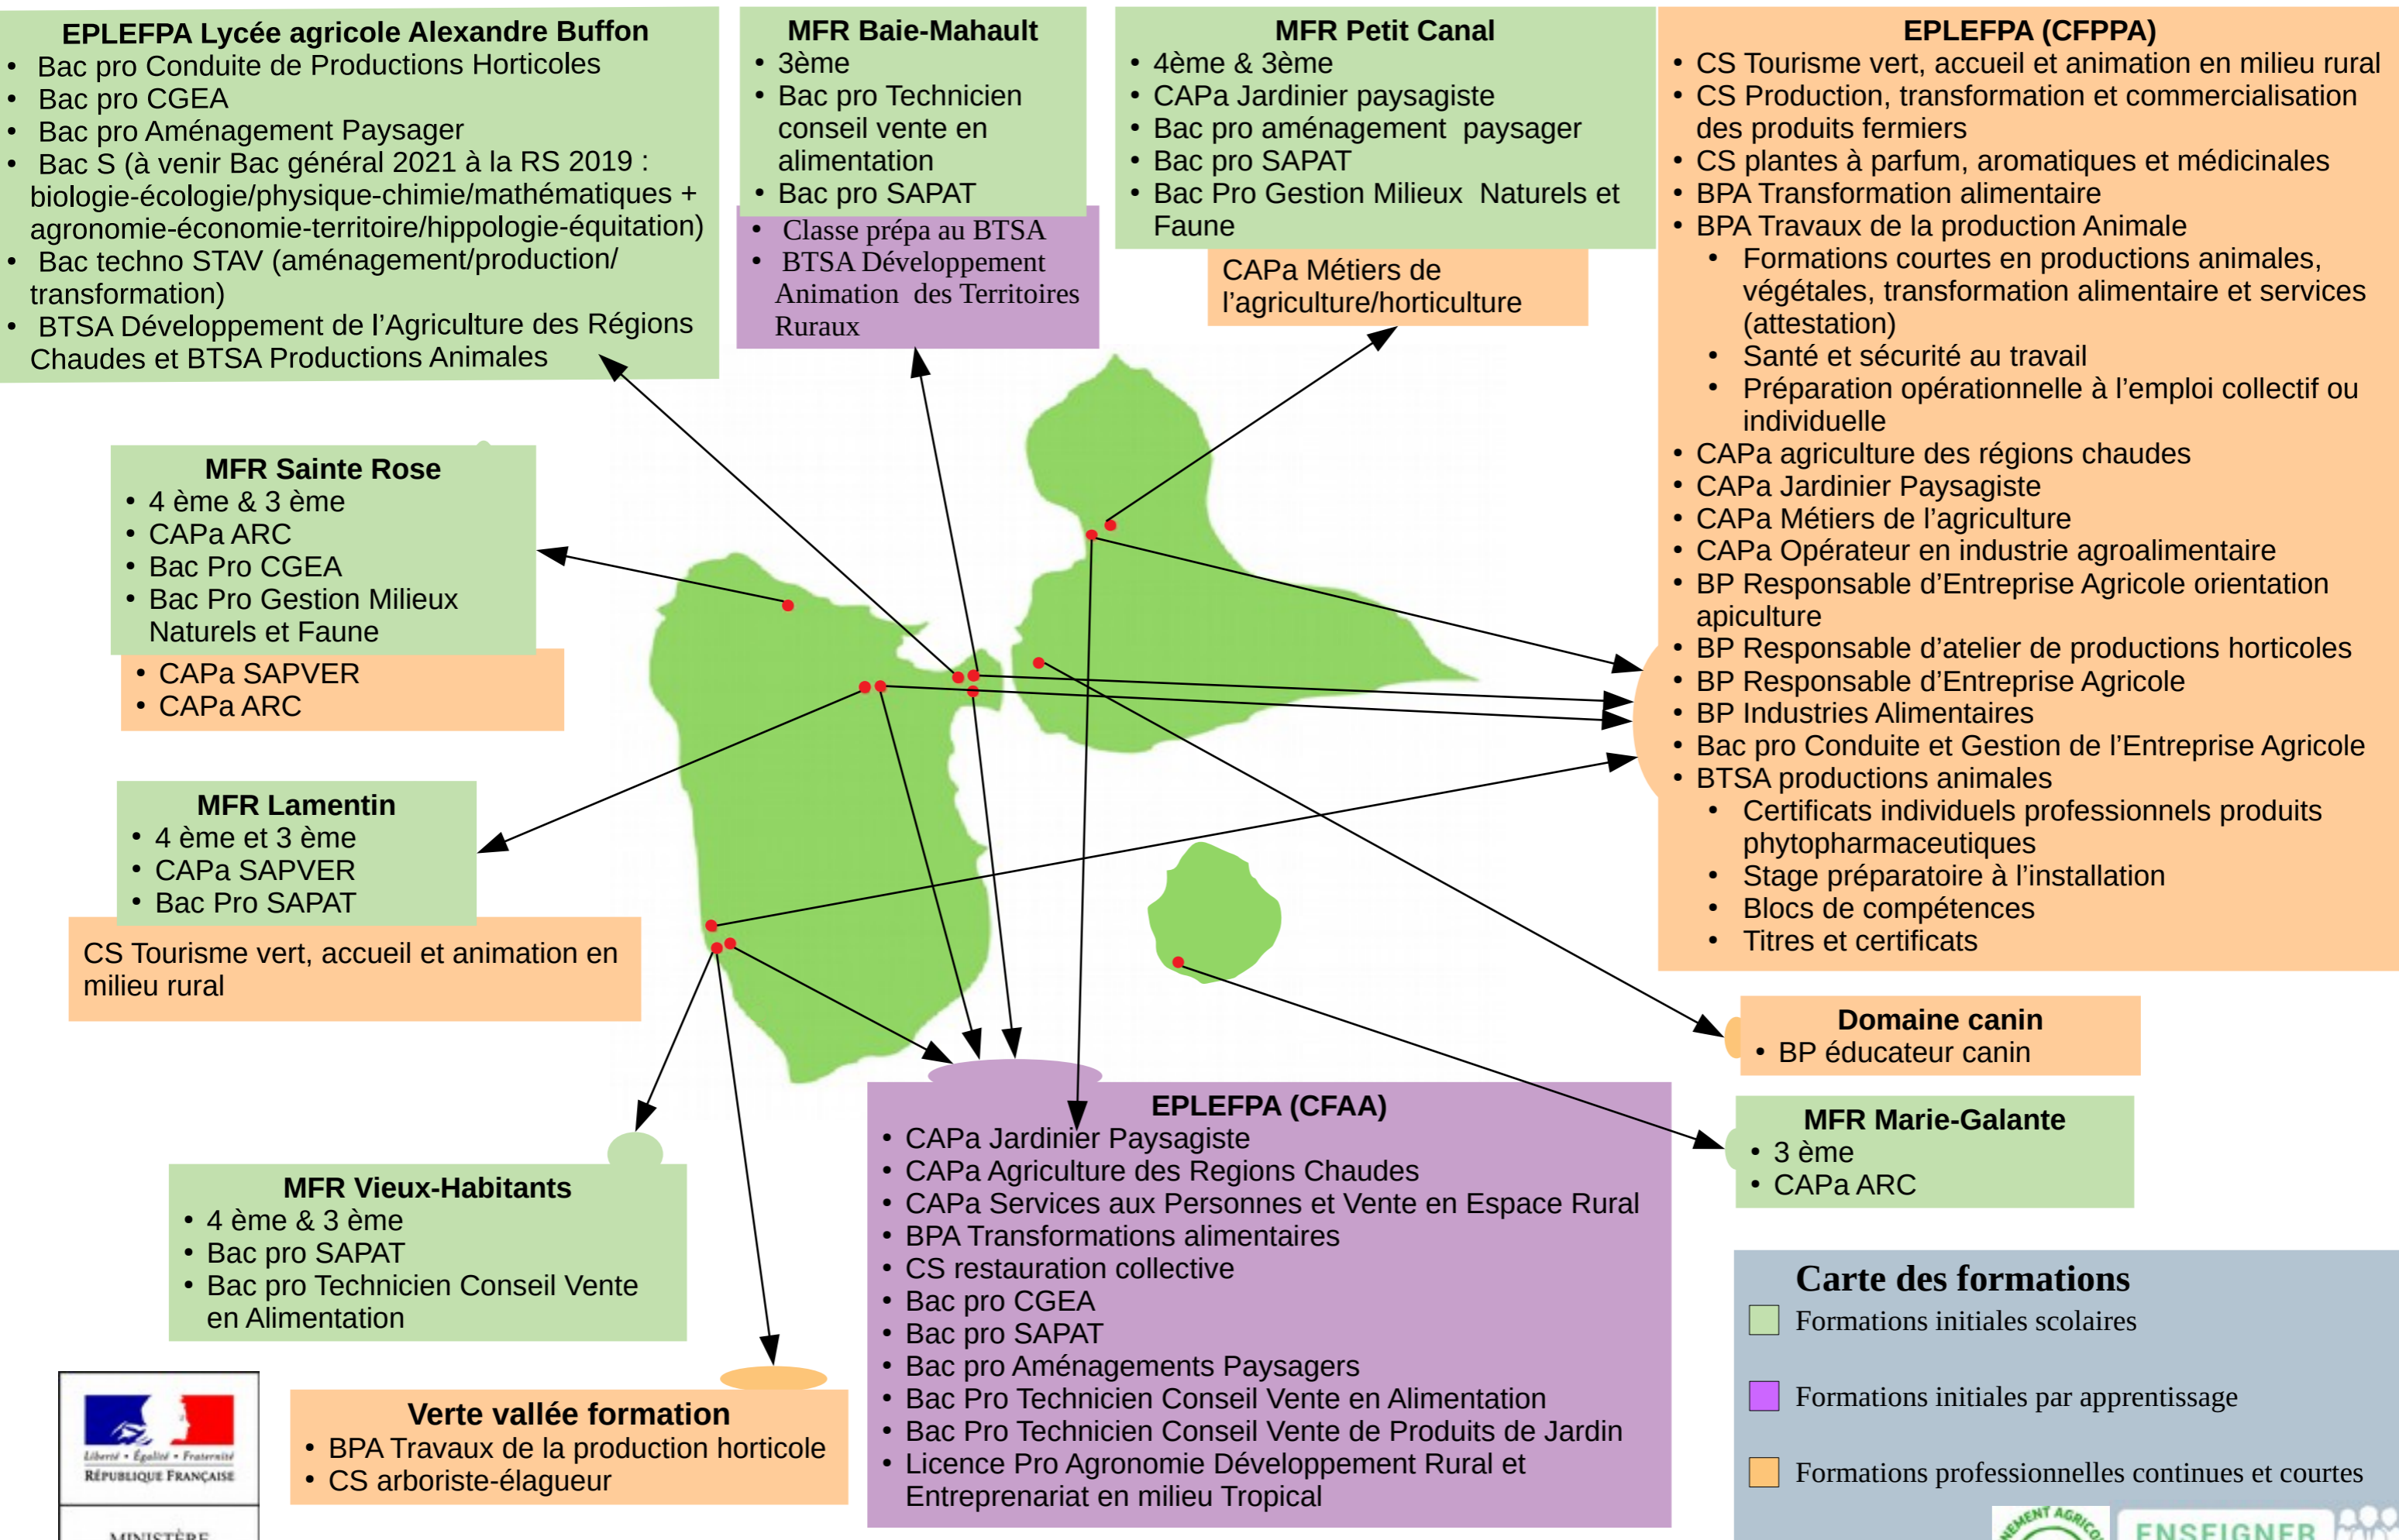 EPLEFPA Lycée agricole Alexandre Buffon
• Bac pro Conduite de Productions Horticoles
• Bac pro CGEA
• Bac pro Aménagement Paysager
• Bac S (à venir Bac général 2021 à la RS 2019 :
biologie-écologie/physique-chimie/mathématiques +
agronomie-économie-territoire/hippologie-équitation)
• Bac techno STAV (aménagement/production/
transformation)
• BTSA Développement de l’Agriculture des Régions
Chaudes et BTSA Productions Animales
MFR Baie-Mahault
• 3ème
• Bac pro Technicien
conseil vente en
alimentation
• Bac pro SAPAT
• Classe prépa au BTSA
• BTSA Développement
Animation des Territoires
Ruraux
MFR Petit Canal
• 4ème & 3ème
• CAPa Jardinier paysagiste
• Bac pro aménagement paysager
• Bac pro SAPAT
• Bac Pro Gestion Milieux Naturels et
Faune
CAPa Métiers de
l’agriculture/horticulture
EPLEFPA (CFPPA)
• CS Tourisme vert, accueil et animation en milieu rural
• CS Production, transformation et commercialisation
des produits fermiers
• CS plantes à parfum, aromatiques et médicinales
• BPA Transformation alimentaire
• BPA Travaux de la production Animale
• Formations courtes en productions animales,
végétales, transformation alimentaire et services
(attestation)
• Santé et sécurité au travail
• Préparation opérationnelle à l’emploi collectif ou
individuelle
• CAPa agriculture des régions chaudes
• CAPa Jardinier Paysagiste
• CAPa Métiers de l’agriculture
• CAPa Opérateur en industrie agroalimentaire
• BP Responsable d’Entreprise Agricole orientation
apiculture
• BP Responsable d’atelier de productions horticoles
• BP Responsable d’Entreprise Agricole
• BP Industries Alimentaires
• Bac pro Conduite et Gestion de l’Entreprise Agricole
• BTSA productions animales
• Certificats individuels professionnels produits
phytopharmaceutiques
• Stage préparatoire à l’installation
• Blocs de compétences
• Titres et certificats
MFR Sainte Rose
• 4 ème & 3 ème
• CAPa ARC
• Bac Pro CGEA
• Bac Pro Gestion Milieux
Naturels et Faune
• CAPa SAPVER
• CAPa ARC
MFR Lamentin
• 4 ème et 3 ème
• CAPa SAPVER
• Bac Pro SAPAT
CS Tourisme vert, accueil et animation en
milieu rural
Domaine canin
• BP éducateur canin
MFR Marie-Galante
• 3 ème
• CAPa ARC
MFR Vieux-Habitants
• 4 ème & 3 ème
• Bac pro SAPAT
• Bac pro Technicien Conseil Vente
en Alimentation
EPLEFPA (CFAA)
• CAPa Jardinier Paysagiste
• CAPa Agriculture des Regions Chaudes
• CAPa Services aux Personnes et Vente en Espace Rural
• BPA Transformations alimentaires
• CS restauration collective
• Bac pro CGEA
• Bac pro SAPAT
• Bac pro Aménagements Paysagers
• Bac Pro Technicien Conseil Vente en Alimentation
• Bac Pro Technicien Conseil Vente de Produits de Jardin
• Licence Pro Agronomie Développement Rural et
Entreprenariat en milieu Tropical
Verte vallée formation
• BPA Travaux de la production horticole
• CS arboriste-élagueur
Carte des formations
Formations initiales scolaires
Formations initiales par apprentissage
Formations professionnelles continues et courtes
Liberté • Égalité • Fraternité
RÉPUBLIQUE FRANÇAISE
MINISTÈRE
ENSEIGNER